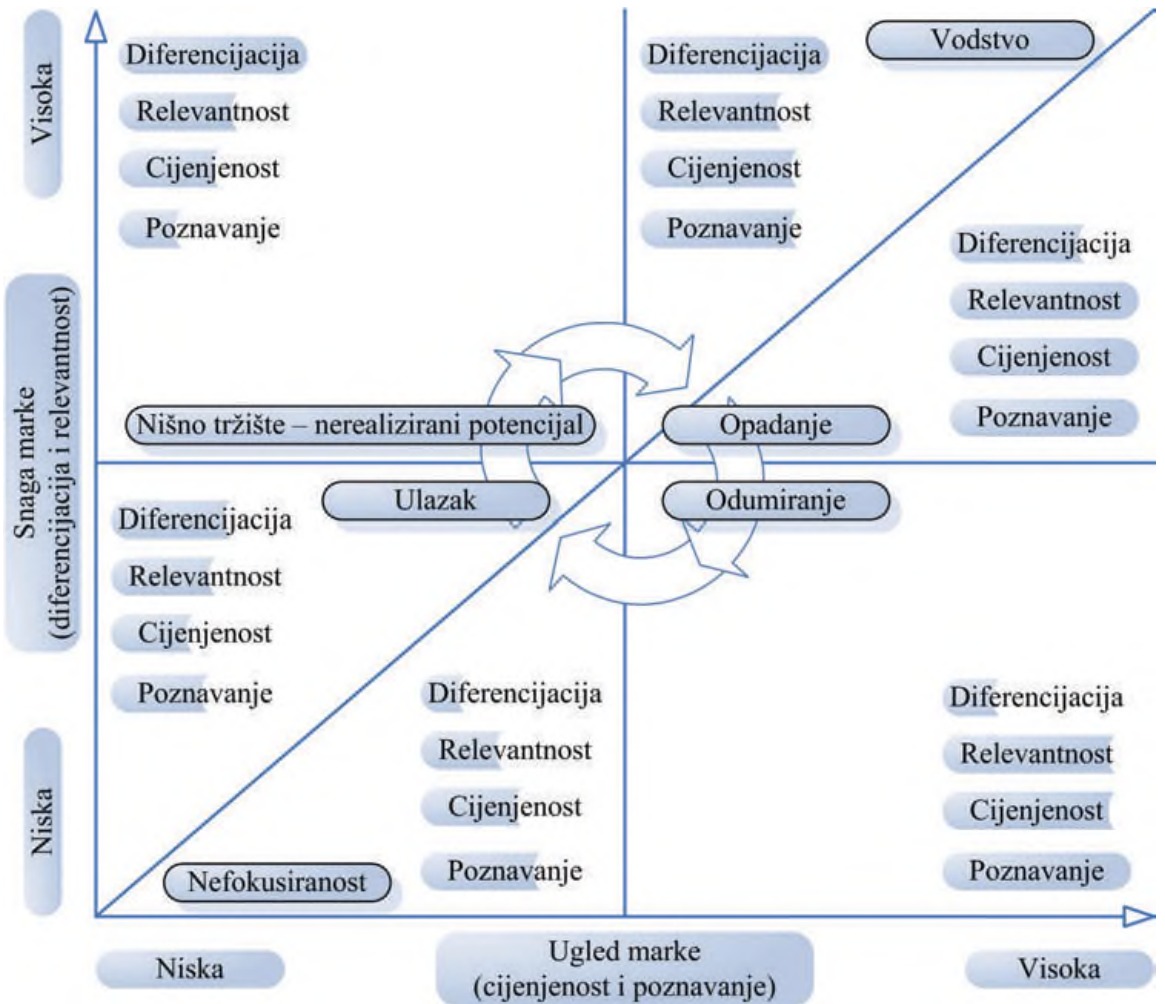 Visoka
Snaga marke
(diferencijacija i relevantnost)
Niska
Diferencijacija
Relevantnost
Cijenjenost
Poznavanje
Diferencijacija
Relevantnost
Cijenjenost
Poznavanje
Vodstvo
Diferencijacija
Relevantnost
Cijenjenost
Poznavanje
Nišno tržište – nerealizirani potencijal
Opadanje
Ulazak
Odumiranje
Diferencijacija
Relevantnost
Cijenjenost
Poznavanje
Diferencijacija
Relevantnost
Cijenjenost
Poznavanje
Diferencijacija
Relevantnost
Cijenjenost
Poznavanje
Nefokusiranost
Niska
Ugled marke
(cijenjenost i poznavanje)
Visoka